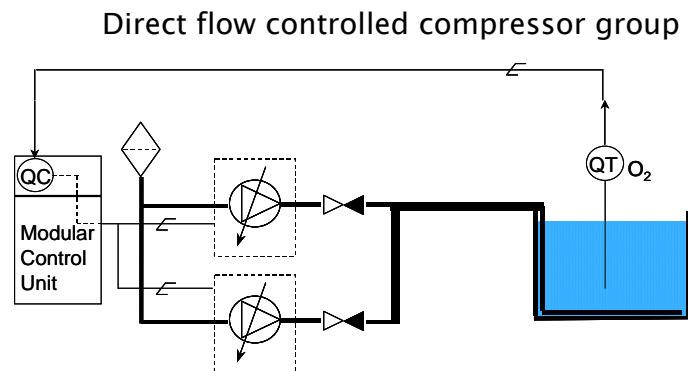 Direct flow controlled compressor group
QT
O₂
QC
Modular
Control
Unit